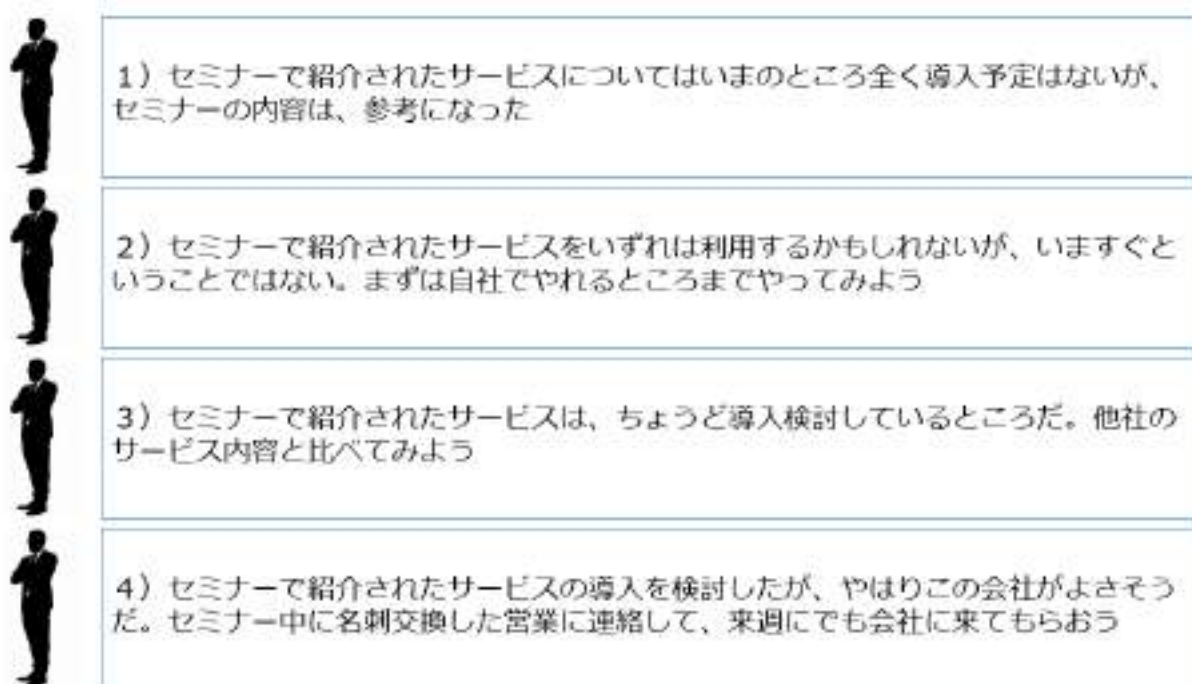 1）セミナーで紹介されたサービスについてはいまのところ全く導入予定はないが、
セミナーの内容は、参考になった
2）セミナーで紹介されたサービスをいずれは利用するかもしれないが、いますぐと
いうことではない。まずは自社でやれるところまでやってみよう
3）セミナーで紹介されたサービスは、ちょうど導入検討しているところだ。他社の
サービス内容と比べてみよう
4）セミナーで紹介されたサービスの導入を検討したが、やはりこの会社がよさそう
だ。セミナー中に名刺交換した営業に連絡して、来週にでも会社に来てもらおう